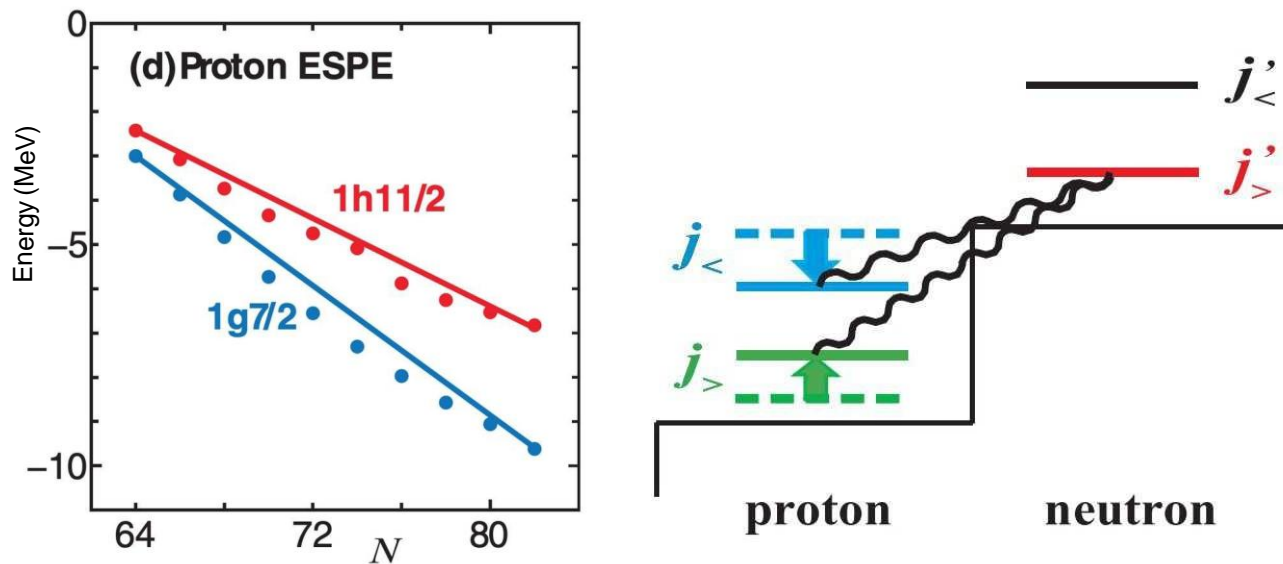 0
(d)Proton ESPE
Energy (MeV)
1h11/2
−5
1g7/2
−10
64
72
N
80
j'<
j'>
j<
j>
proton
neutron